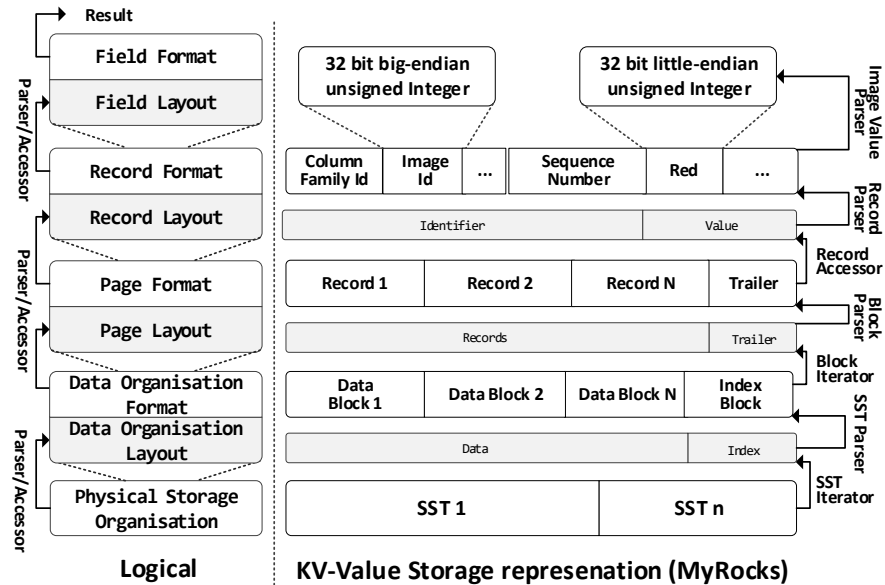 Result
Field Format
Field Layout
Record Format
Record Layout
Page Format
Page Layout
Data Organisation
Format
Data Organisation
Layout
Physical Storage
Organisation
Parser/Accessor
Parser/Accessor
Parser/Accessor
Parser/Accessor
Logical
32 bit big-endian
unsigned Integer
32 bit little-endian
unsigned Integer
Column
Family Id
Image
Id
...
Sequence
Number
Red
...
Identifier
Value
Record 1
Record 2
Record N
Trailer
Records
Trailer
Data
Block 1
Data Block 2
Data Block N
Index
Block
Data
Index
SST 1
SST n
Image Value
Parser
Record
Parser
Record
Accessor
Block
Parser
Block
Iterator
SST Parser
SST
Iterator
KV-Value Storage represenation (MyRocks)